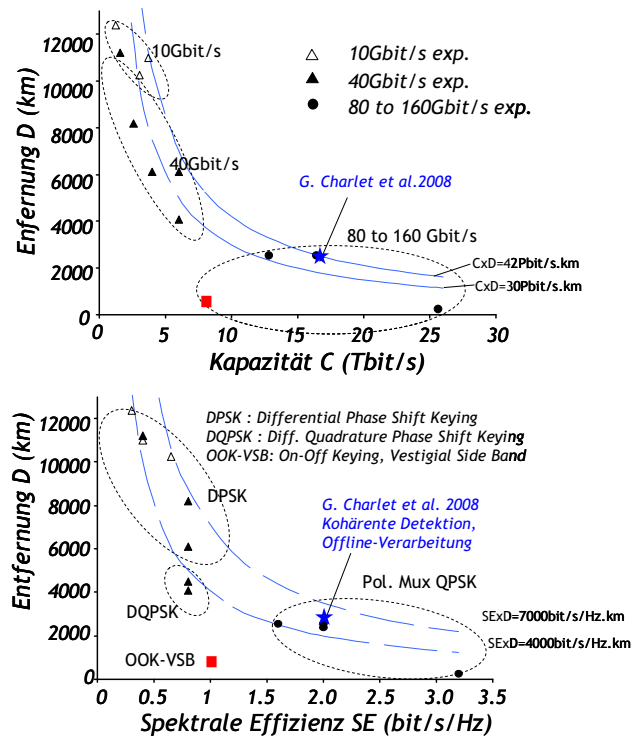 12000
10000
8000
6000
4000
2000
0
Enfernung D (km)
10Gbit/s
40Gbit/s
10Gbit/s exp.
40Gbit/s exp.
80 to 160Gbit/s exp.
G. Charlet et al.2008
80 to 160 Gbit/s
CxD=42Pbit/s.km
CxD=30Pbit/s.km
0 5 10 15 20 25 30
Kapazität C (Tbit/s)
12000
10000
8000
6000
4000
2000
0
Entfernung D (km)
DPSK : Differential Phase Shift Keying
DQPSK : Diff. Quadrature Phase Shift Keying
OOK-VSB: On-Off Keying, Vestigial Side Band
DPSK
G. Charlet et al. 2008
Kohärente Detektion,
Offline-Verarbeitung
Pol. Mux QPSK
DQPSK
SExD=7000bit/s/Hz.km
SExD=4000bit/s/Hz.km
OOK-VSB
0 0.5 1.0 1.5 2.0 2.5 3.0 3.5
Spektrale Effizienz SE (bit/s/Hz)